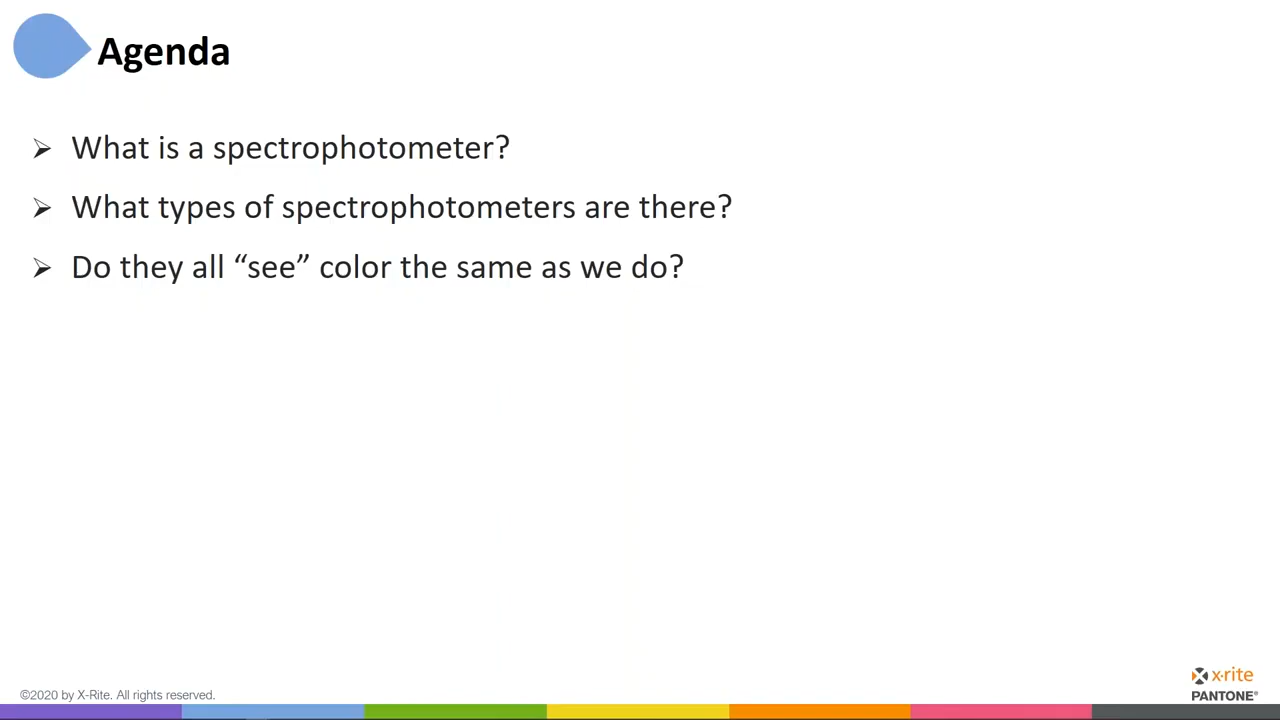 Agenda
➢ What is a spectrophotometer?
➢ What types of spectrophotometers are there?
➢ Do they all “see” color the same as we do?
©2020 by X-Rite. All rights reserved.
x·rite
PANTONE®